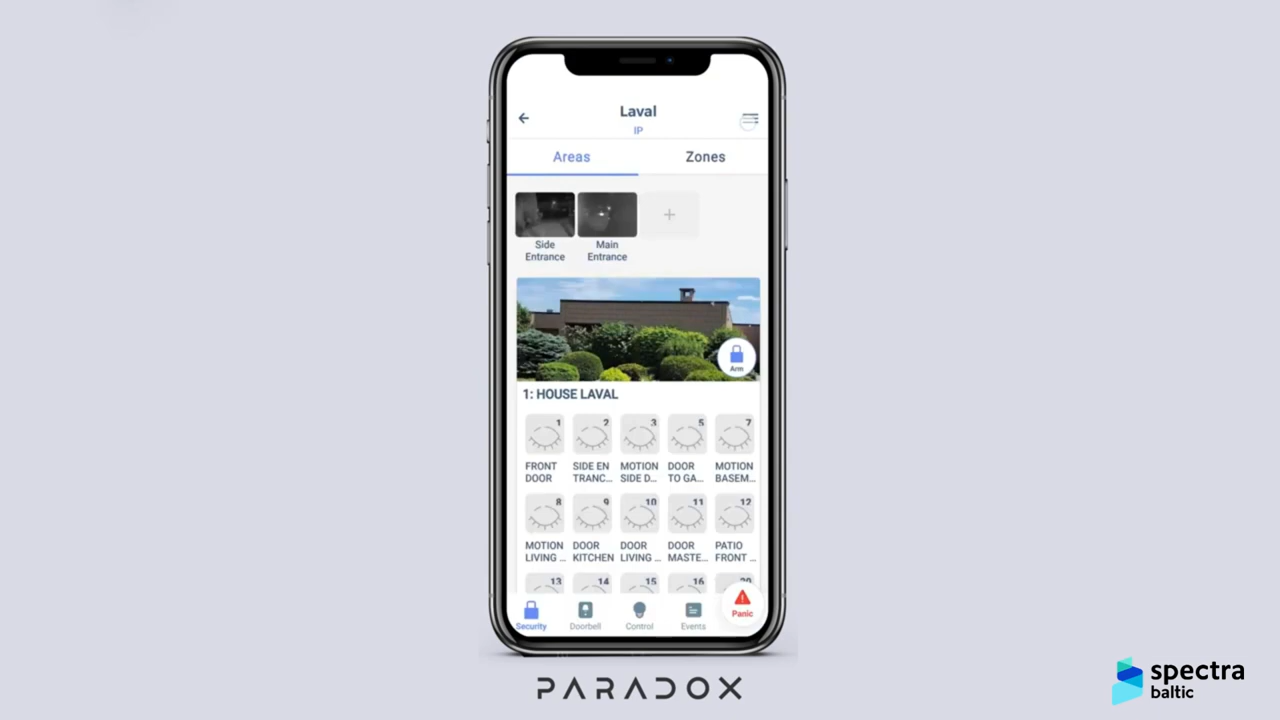 Laval
IP
Areas Zones
Side
Entrance
Main
Entrance
Arm
1: HOUSE LAVAL
1 2 3 5 7
FRONT
DOOR
SIDE EN
TRANC...
MOTION
SIDE D...
DOOR
TO GA...
MOTION
BASEM...
8 9 10 11 12
MOTION
LIVING ...
DOOR
KITCHEN
DOOR
LIVING ...
DOOR
MASTE...
PATIO
FRONT ...
13 14 15 16 20
Security Doorbell Control Events Panic
PARADOX
spectra
baltic